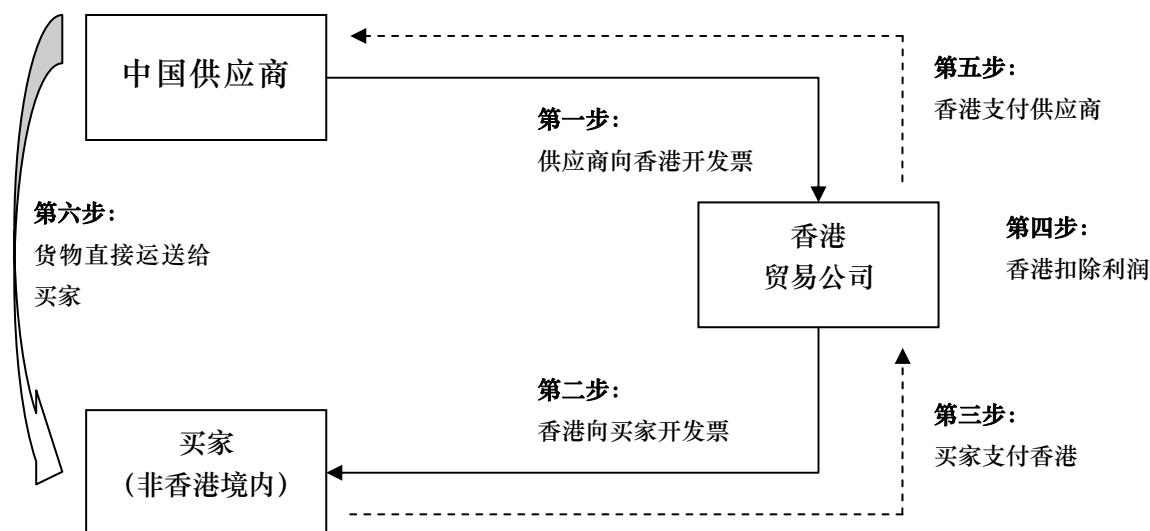 中国供应商
第五步：
香港支付供应商
第一步：
供应商向香港开发票
第六步：
货物直接运送给
买家
香港
贸易公司
第四步：
香港扣除利润
第二步：
香港向买家开发票
第三步：
买家支付香港
买家
（非香港境内）